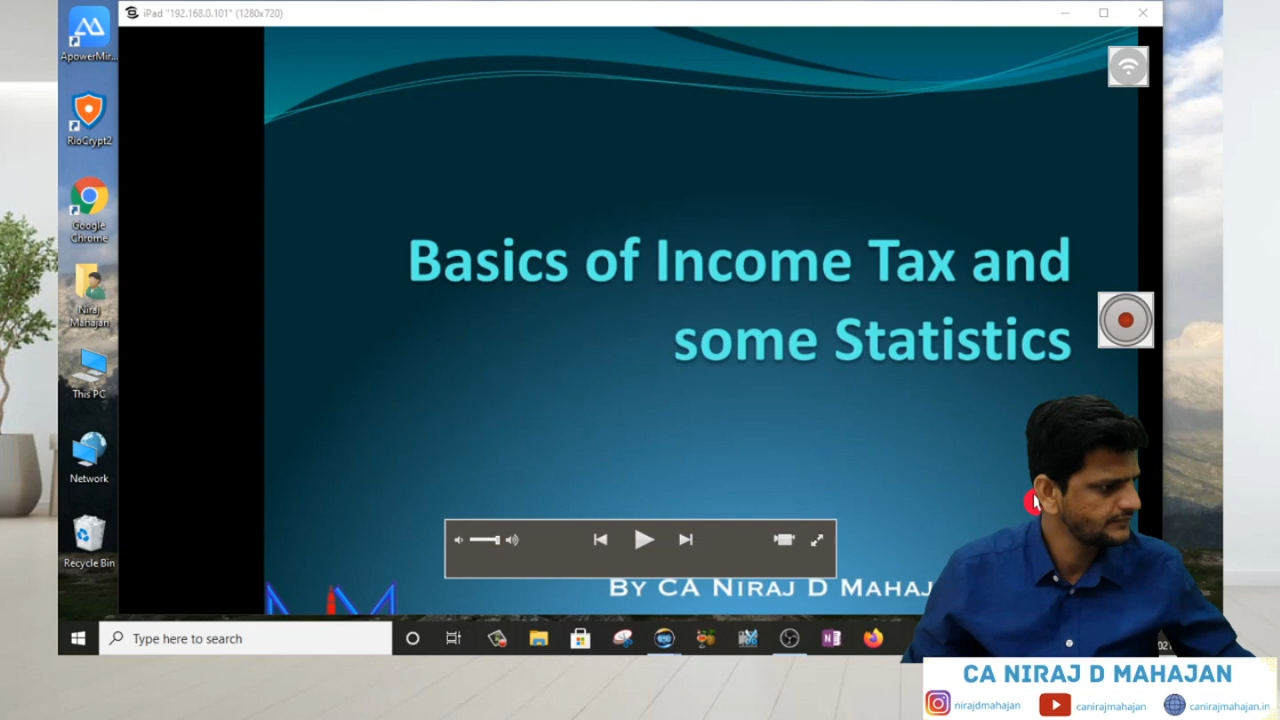 iPad "192.168.0.101" (1280x720)
ApowerMir...
RioCrypt2
Google
Chrome
Niraj
Mahajan
This PC
Network
Recycle Bin
Basics of Income Tax and
some Statistics
BY CA NIRAJ D MAHAJ
Type here to search
CA NIRAJ D MAHAJAN
nirajdmahajan
canirajmahajan
canirajmahajan.in